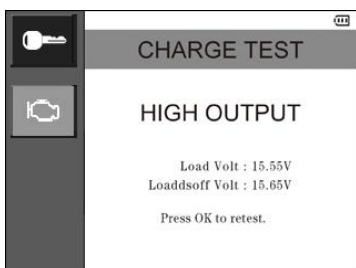 CHARGE TEST
HIGH OUTPUT
Load Volt : 15.55V
Loaddsoff Volt : 15.65V
Press OK to retest.